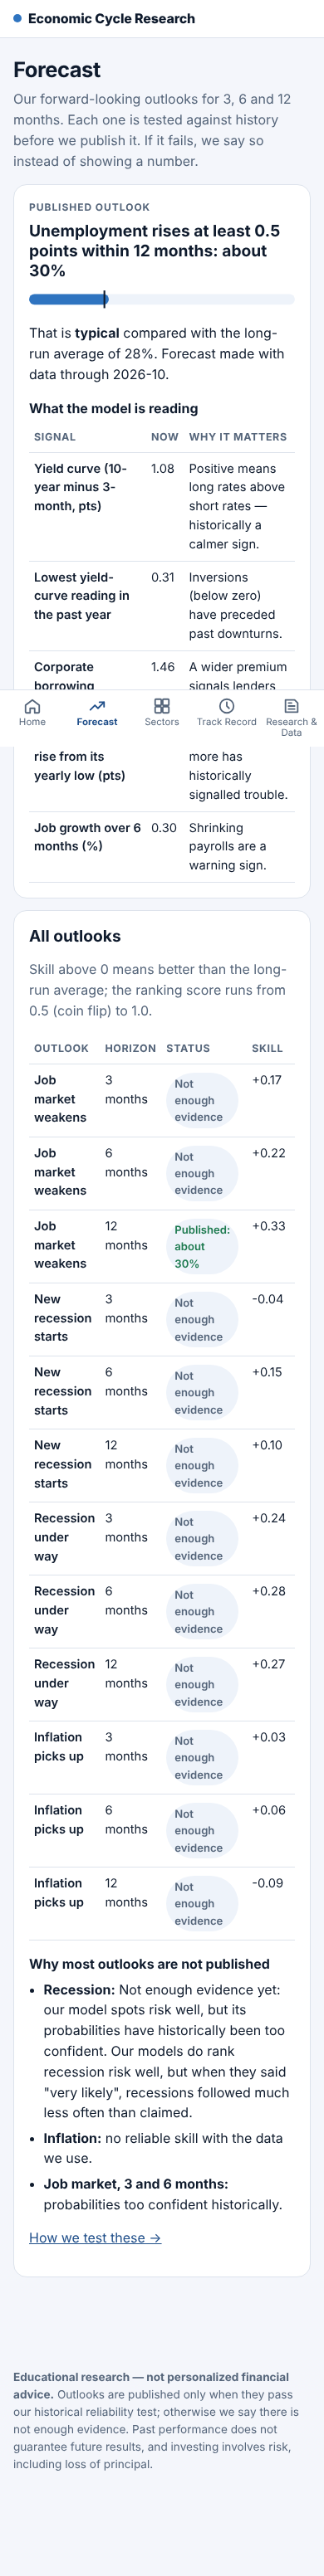 Economic Cycle Research
Forecast
Our forward-looking outlooks for 3, 6 and 12
months. Each one is tested against history
before we publish it. If it fails, we say so
instead of showing a number.
PUBLISHED OUTLOOK
Unemployment rises at least 0.5
points within 12 months: about
30%
That is typical compared with the long-
run average of 28%. Forecast made with
data through 2026-10.
What the model is reading
SIGNAL NOW WHY IT MATTERS
Yield curve (10- 1.08 Positive means
year minus 3- long rates above
month, pts) short rates —
historically a
calmer sign.
Lowest yield- 0.31 Inversions
curve reading in (below zero)
the past year have preceded
past downturns.
Corporate 1.46 A wider premium
borrowing signals lenders
Home Forecast Sectors Track Record Research &
Data
rise from its more has
yearly low (pts) historically
signalled trouble.
Job growth over 6 0.30 Shrinking
months (%) payrolls are a
warning sign.
All outlooks
Skill above 0 means better than the long-
run average; the ranking score runs from
0.5 (coin flip) to 1.0.
OUTLOOK HORIZON STATUS SKILL
Job 3 Not +0.17
market months enough
weakens evidence
Job 6 Not +0.22
market months enough
weakens evidence
Job 12 Published: +0.33
market months about
weakens 30%
New 3 Not -0.04
recession months enough
starts evidence
New 6 Not +0.15
recession months enough
starts evidence
New 12 Not +0.10
recession months enough
starts evidence
Recession 3 Not +0.24
under months enough
way evidence
Recession 6 Not +0.28
under months enough
way evidence
Recession 12 Not +0.27
under months enough
way evidence
Inflation 3 Not +0.03
picks up months enough
evidence
Inflation 6 Not +0.06
picks up months enough
evidence
Inflation 12 Not -0.09
picks up months enough
evidence
Why most outlooks are not published
• Recession: Not enough evidence yet:
our model spots risk well, but its
probabilities have historically been too
confident. Our models do rank
recession risk well, but when they said
"very likely", recessions followed much
less often than claimed.
• Inflation: no reliable skill with the data
we use.
• Job market, 3 and 6 months:
probabilities too confident historically.
How we test these →
Educational research — not personalized financial
advice. Outlooks are published only when they pass
our historical reliability test; otherwise we say there is
not enough evidence. Past performance does not
guarantee future results, and investing involves risk,
including loss of principal.